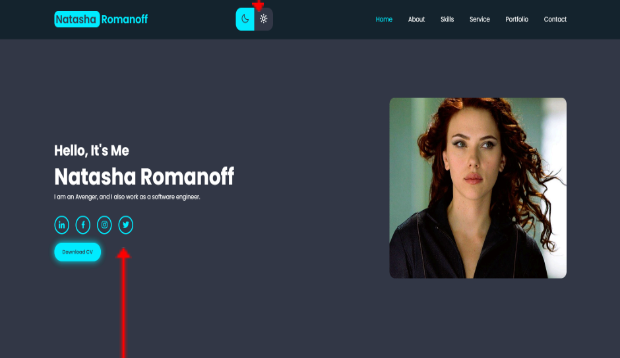 Natasha Romanoff
Home About Skills Service Portfolio Contact
Hello, It's Me
Natasha Romanoff
I am an Avenger, and I also work as a software engineer.
Download CV